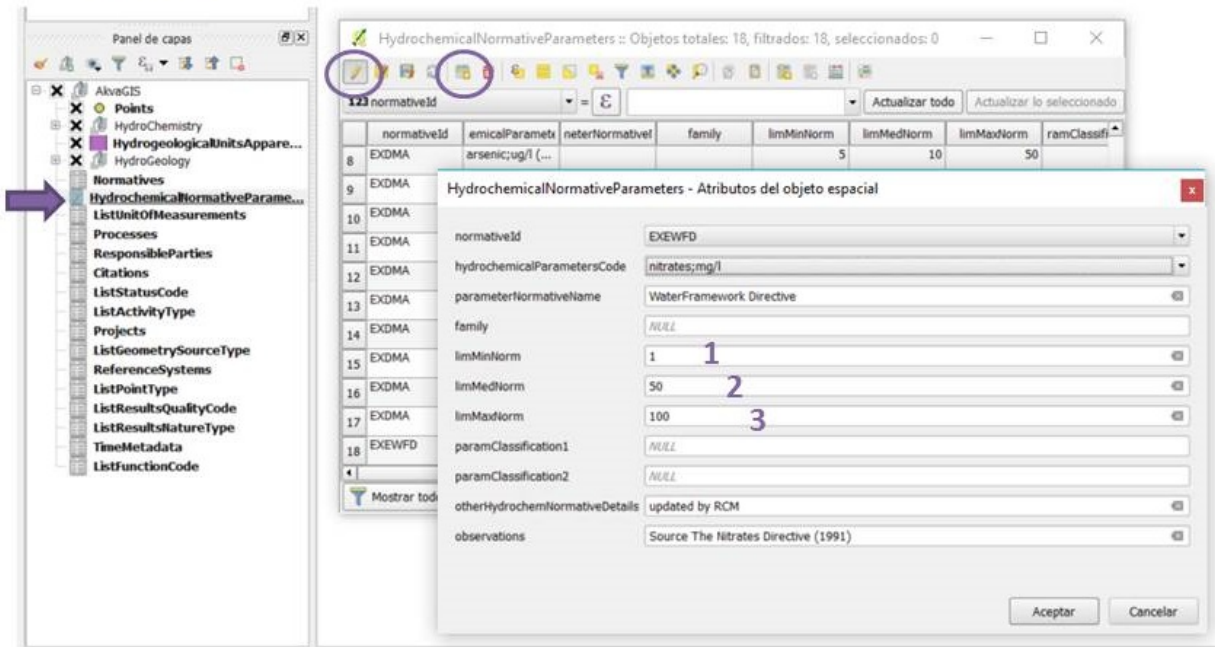 Panel de capas
AkvaGIS
Points
HydroChemistry
HydrogeologicalUnitsAppare...
HydroGeology
Normatives
HydrochemicalNormativeParame...
ListUnitOfMeasurements
Processes
ResponsibleParties
Citations
ListStatusCode
ListActivityType
Projects
ListGeometrySourceType
ReferenceSystems
ListPointType
ListResultsQualityCode
ListResultsNatureType
TimeMetadata
ListFunctionCode
HydrochemicalNormativeParameters :: Objetos totales: 18, filtrados: 18, seleccionados: 0
123 normativeId = ε Actualizar todo Actualizar lo seleccionado
normativeId emicalParamete neterNormativel family limMinNorm limMedNorm limMaxNorm ramClassifi
8 EXDMA arsenic;ug/l (... 5 10 50
9 EXDMA
10 EXDMA
11 EXDMA
12 EXDMA
13 EXDMA
14 EXDMA
15 EXDMA
16 EXDMA
17 EXDMA
18 EXEWFD
Mostrar tod
HydrochemicalNormativeParameters - Atributos del objeto espacial
normativeId EXEWFD
hydrochemicalParametersCode nitrates;mg/l
parameterNormativeName WaterFramework Directive
family NULL
limMinNorm 1 1
limMedNorm 50 2
limMaxNorm 100 3
paramClassification1 NULL
paramClassification2 NULL
otherHydrochemNormativeDetails updated by RCM
observations Source The Nitrates Directive (1991)
Aceptar Cancelar